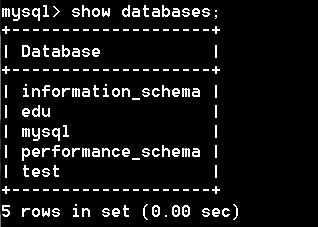 mysql> show databases;
+--------------------+
| Database           |
+--------------------+
| information_schema |
| edu                |
| mysql              |
| performance_schema |
| test               |
+--------------------+
5 rows in set (0.00 sec)